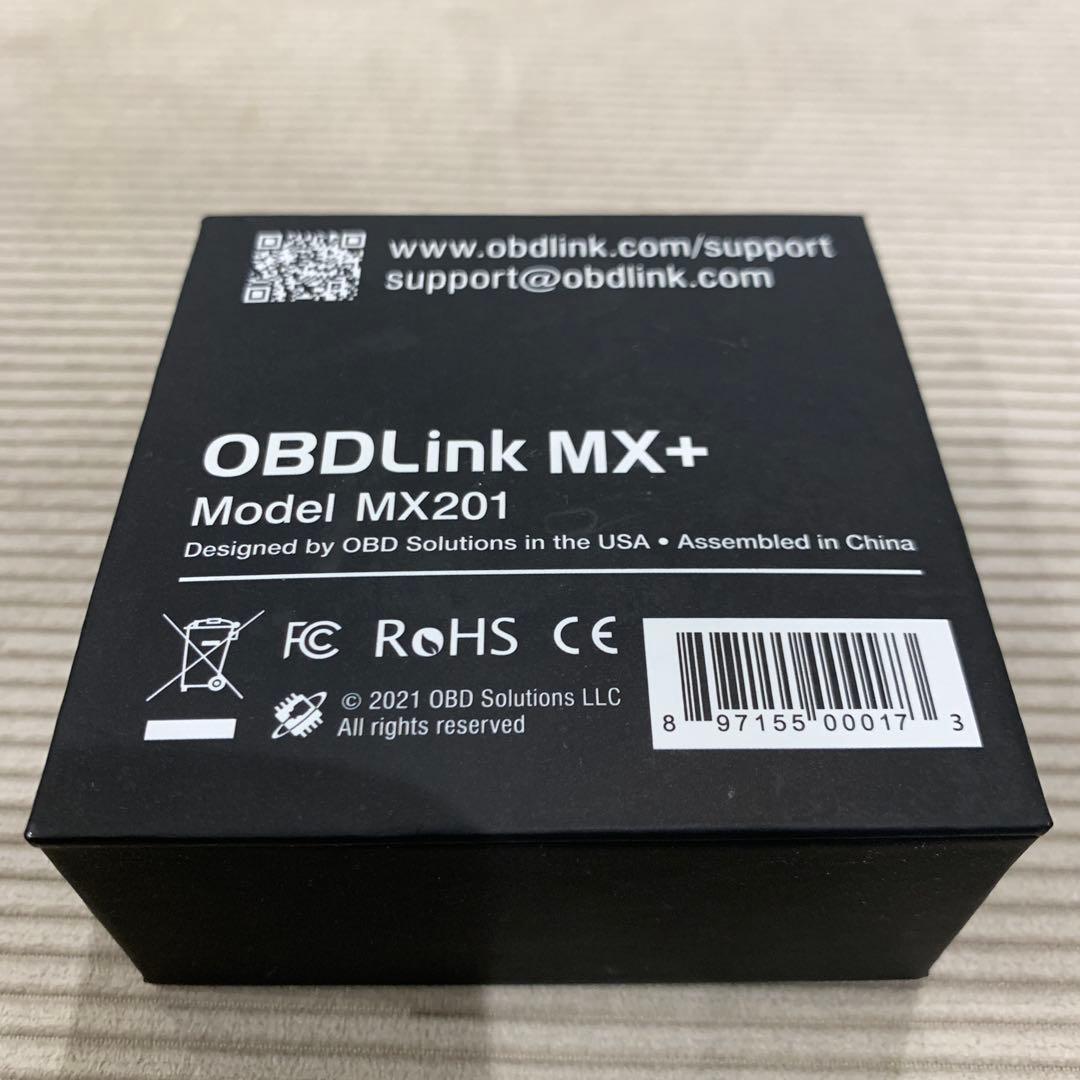 www.obdlink.com/support
support@obdlink.com
OBDLink MX+
Model MX201
Designed by OBD Solutions in the USA • Assembled in China
FC RoHS CE
© 2021 OBD Solutions LLC
All rights reserved
8 97155 00017 3